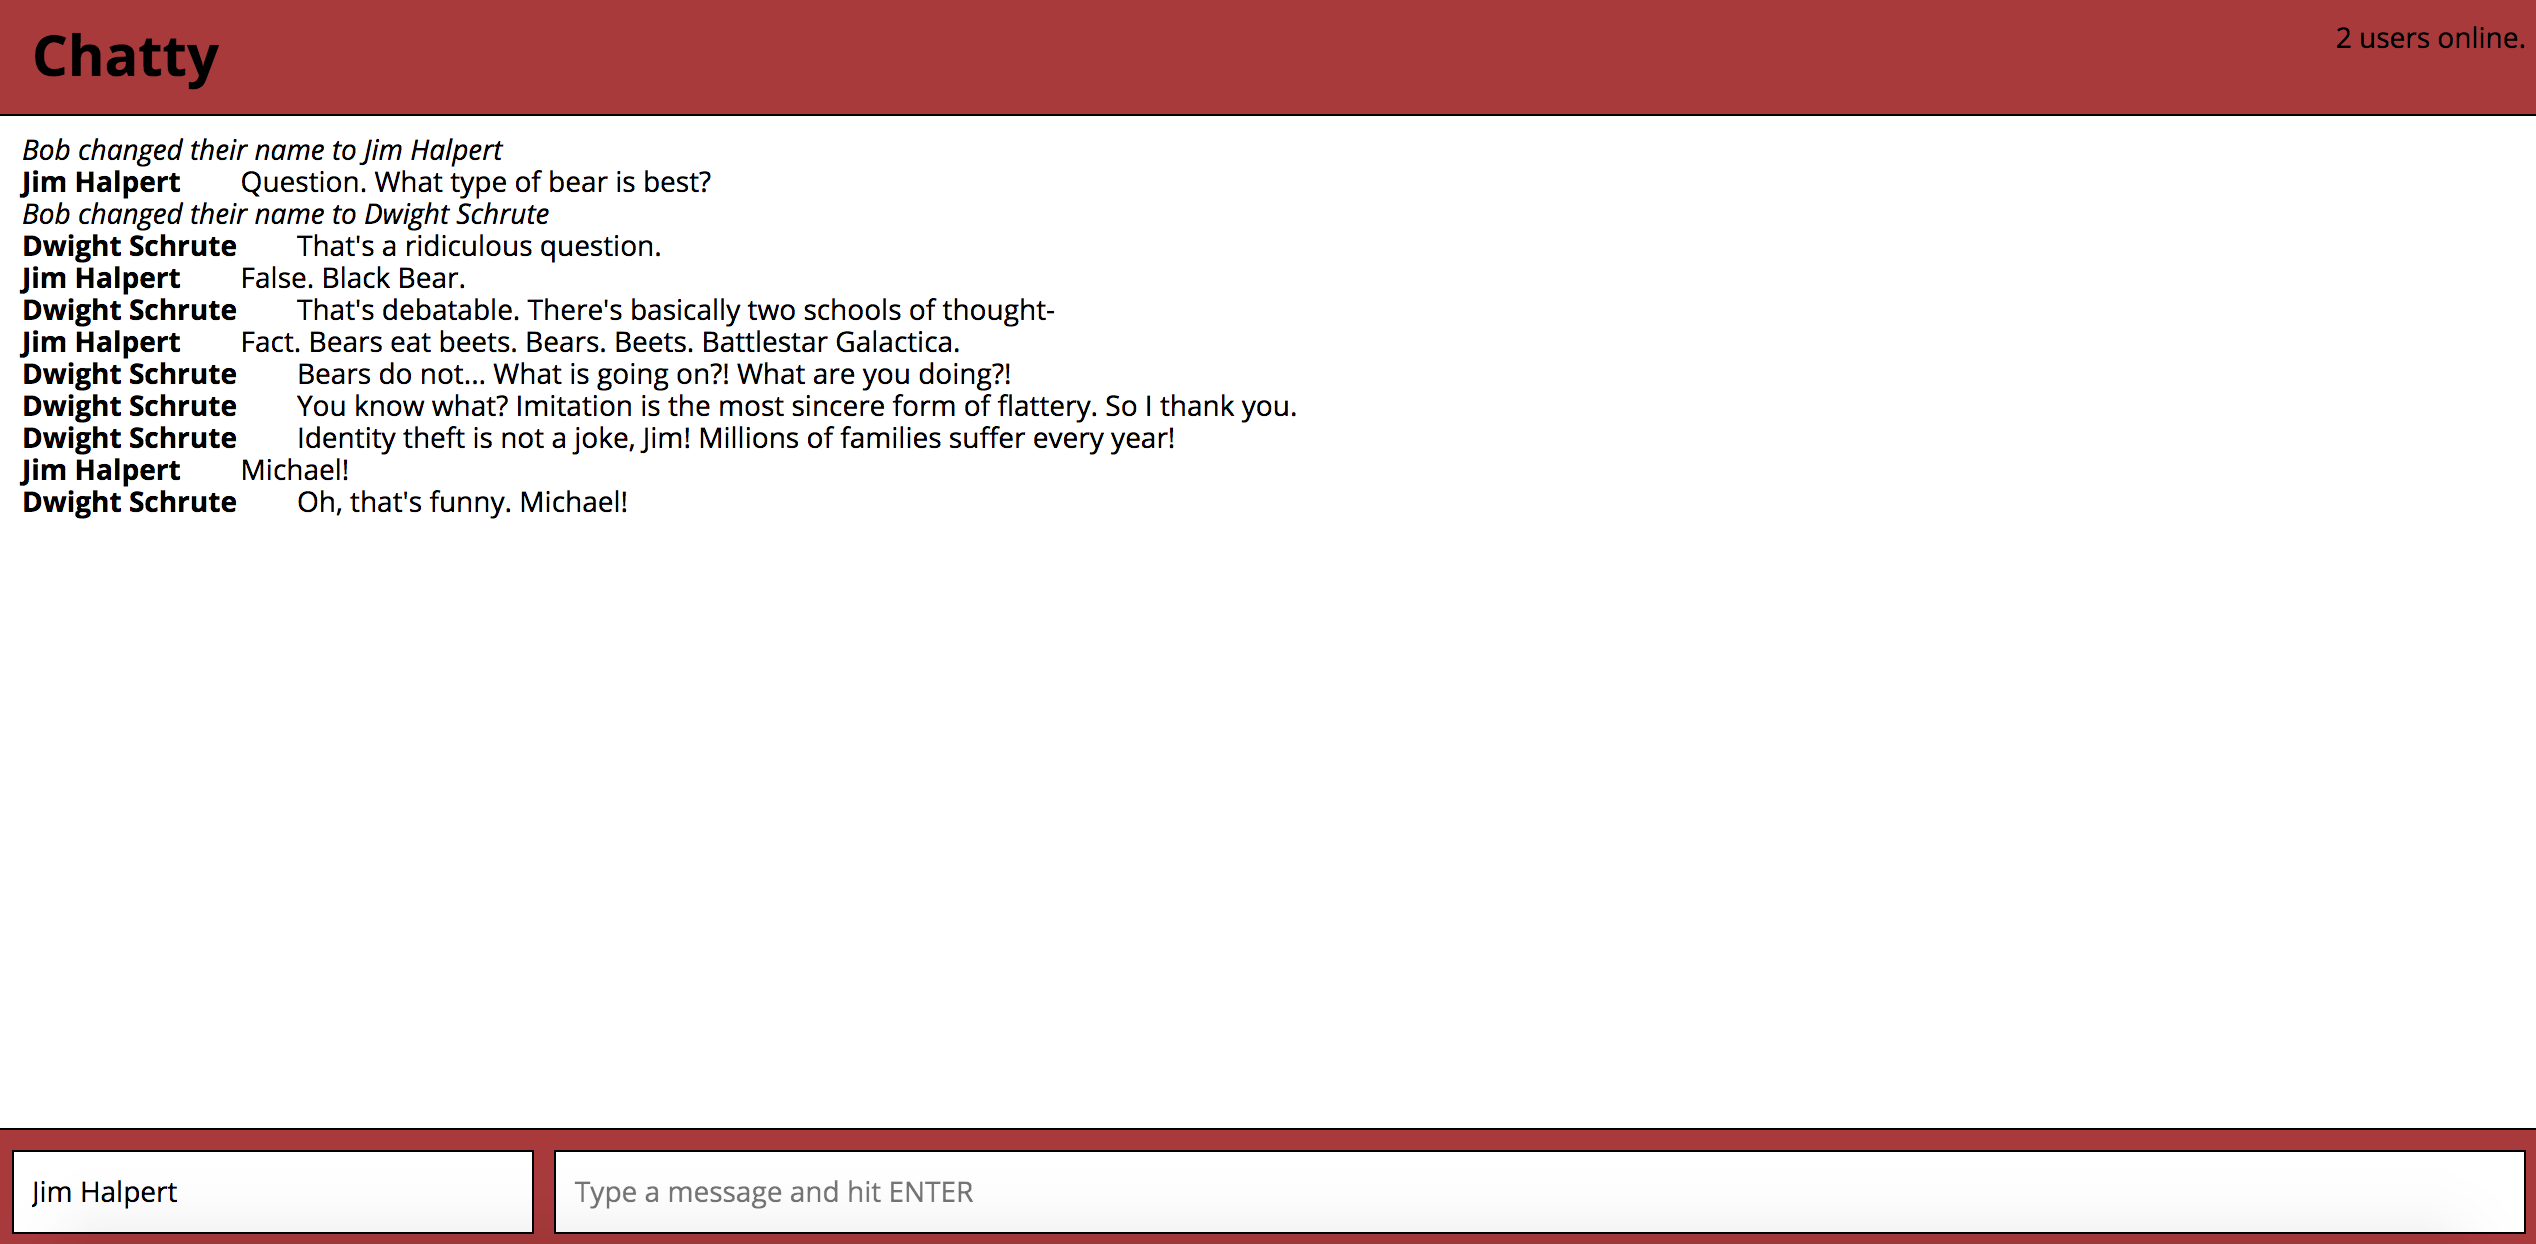 Chatty
2 users online.
Bob changed their name to Jim Halpert
Jim Halpert Question. What type of bear is best?
Bob changed their name to Dwight Schrute
Dwight Schrute That's a ridiculous question.
Jim Halpert False. Black Bear.
Dwight Schrute That's debatable. There's basically two schools of thought-
Jim Halpert Fact. Bears eat beets. Bears. Beets. Battlestar Galactica.
Dwight Schrute Bears do not... What is going on?! What are you doing?!
Dwight Schrute You know what? Imitation is the most sincere form of flattery. So I thank you.
Dwight Schrute Identity theft is not a joke, Jim! Millions of families suffer every year!
Jim Halpert Michael!
Dwight Schrute Oh, that's funny. Michael!
Jim Halpert
Type a message and hit ENTER